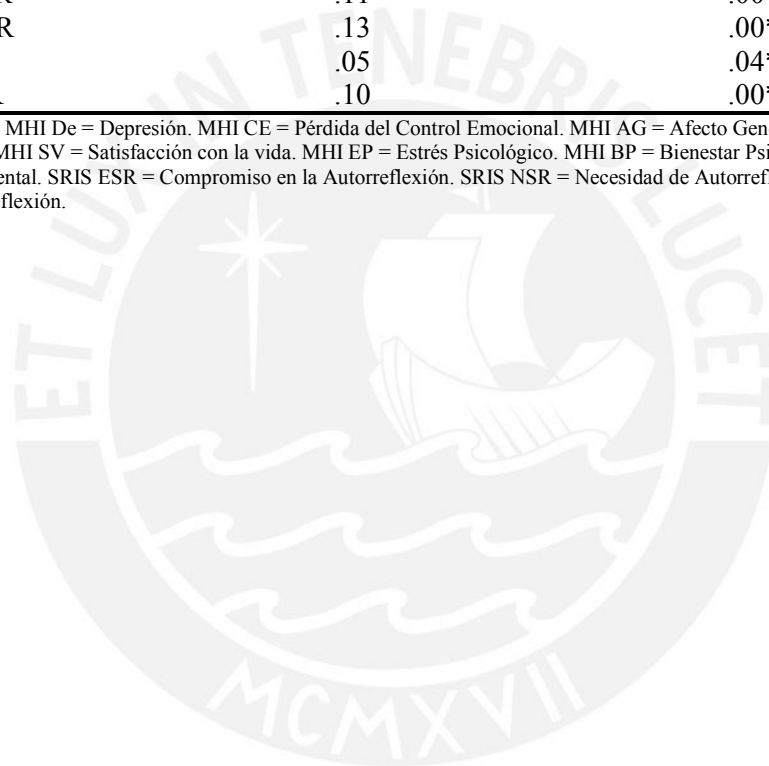 R .13 .00*
.05 .04*
.10 .00*
MHI De = Depresión. MHI CE = Pérdida del Control Emocional. MHI AG = Afecto Gen
MHI SV = Satisfacción con la vida. MHI EP = Estrés Psicológico. MHI BP = Bienestar Psi
ental. SRIS ESR = Compromiso en la Autorreflexión. SRIS NSR = Necesidad de Autorref
flexión.
ET LUX IN TENEBRIS LUCET
MCMXVII